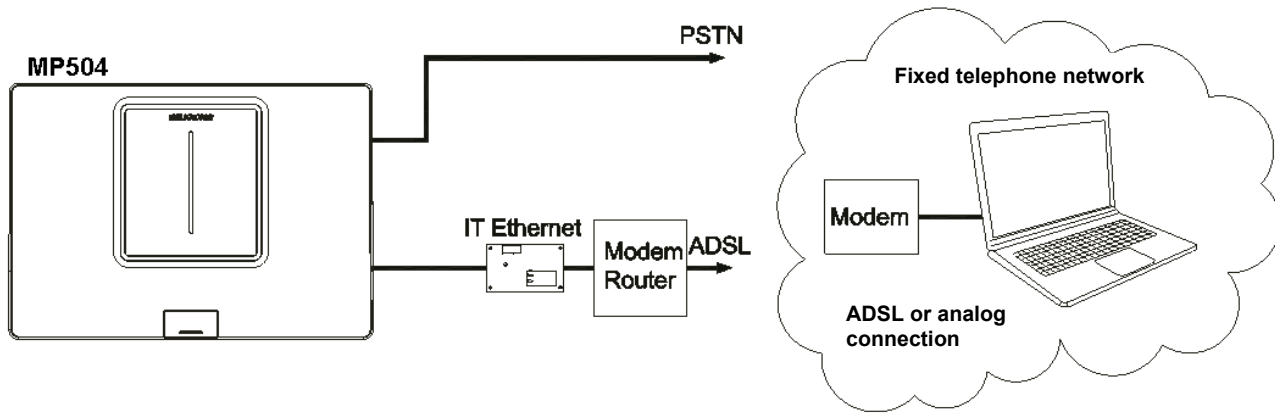 PSTN
MP504
Fixed telephone network
IT Ethernet
Modem
Router
ADSL
Modem
ADSL or analog
connection